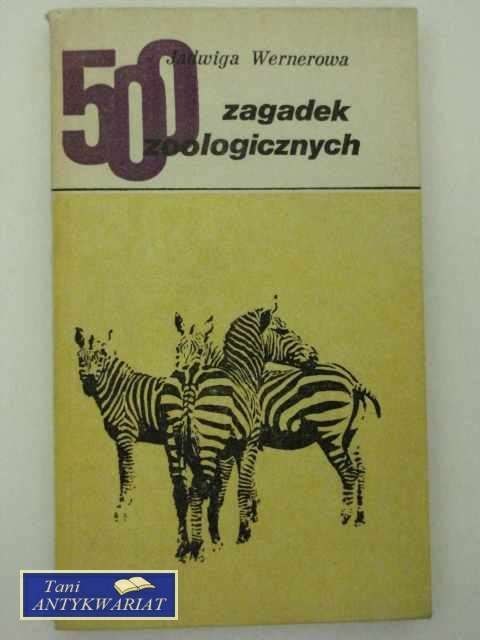 Jadwiga Wernerowa
500 zagadek
zoologicznych
Tani
ANTYKWARIAT